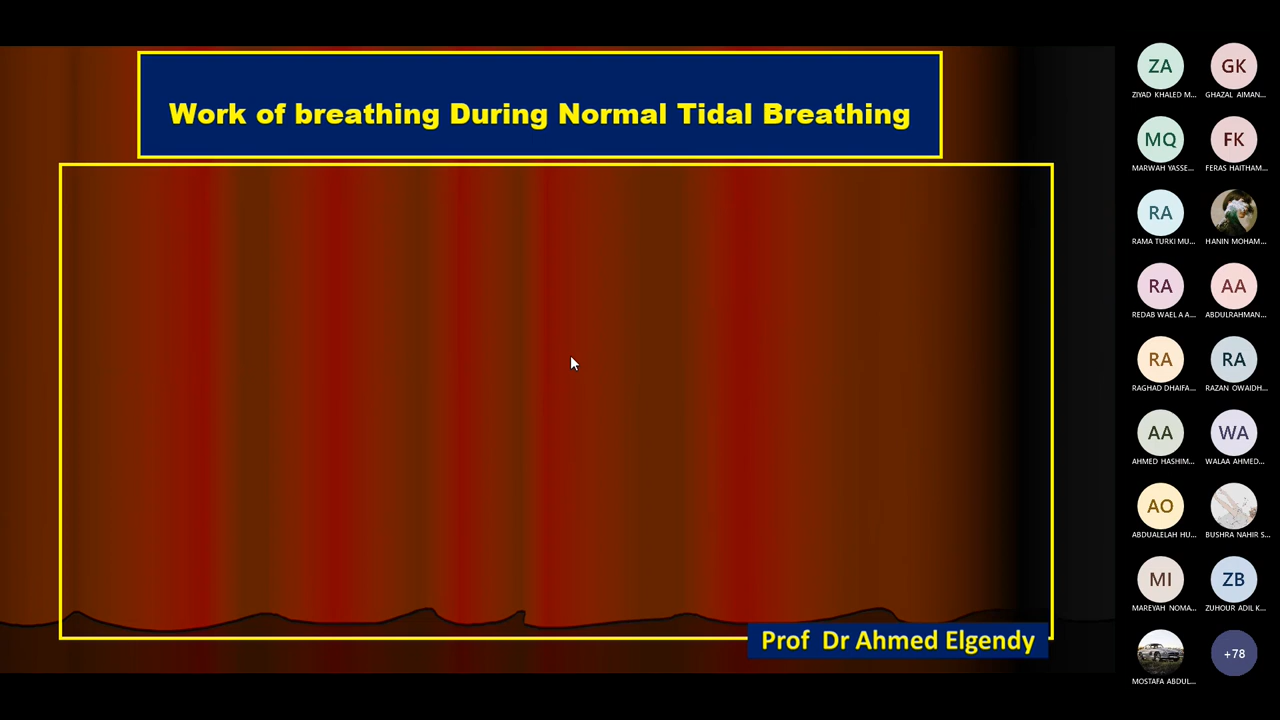 Work of breathing During Normal Tidal Breathing
Prof Dr Ahmed Elgendy
ZA
GK
ZIYAD KHALED M...
GHAZAL AIMAN...
MQ
FK
MARWAH YASSE...
FERAS HAITHAM...
RA
RAMA TURKI MU...
HANIN MOHAM...
RA
AA
REDAB WAEL A A...
ABDULRAHMAN...
RA
RA
RAGHAD DHAIFA...
RAZAN OWAIDH...
AA
WA
AHMED HASHIM...
WALAA AHMED...
AO
ABDUALELAH HU...
BUSHRA NAHIR S...
MI
ZB
MAREYAH NOMA...
ZUHOUR ADIL K...
+78
MOSTAFA ABDUL...